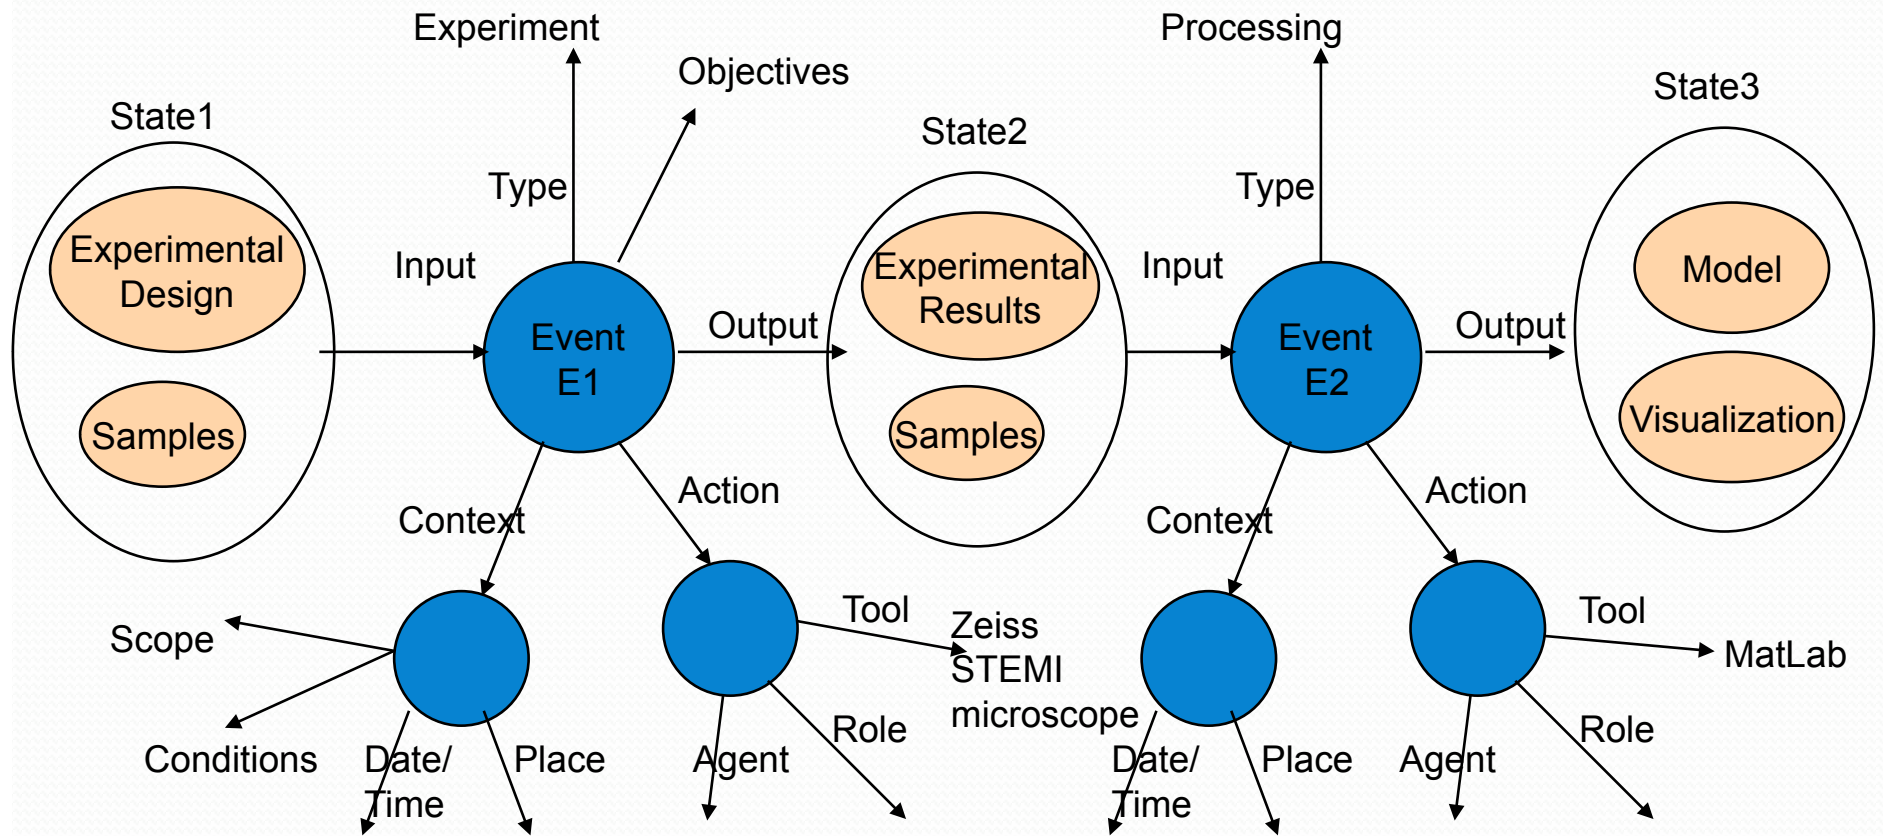 Experiment
Processing
Objectives
State1
State2
State3
Type
Type
Experimental
Design
Input
Experimental
Results
Input
Model
Output
Output
Event
E1
Event
E2
Samples
Samples
Visualization
Action
Action
Context
Context
Scope
Tool
Zeiss
STEMI
microscope
Tool
MatLab
Conditions
Date/
Time
Place
Agent
Role
Date/
Time
Place
Agent
Role